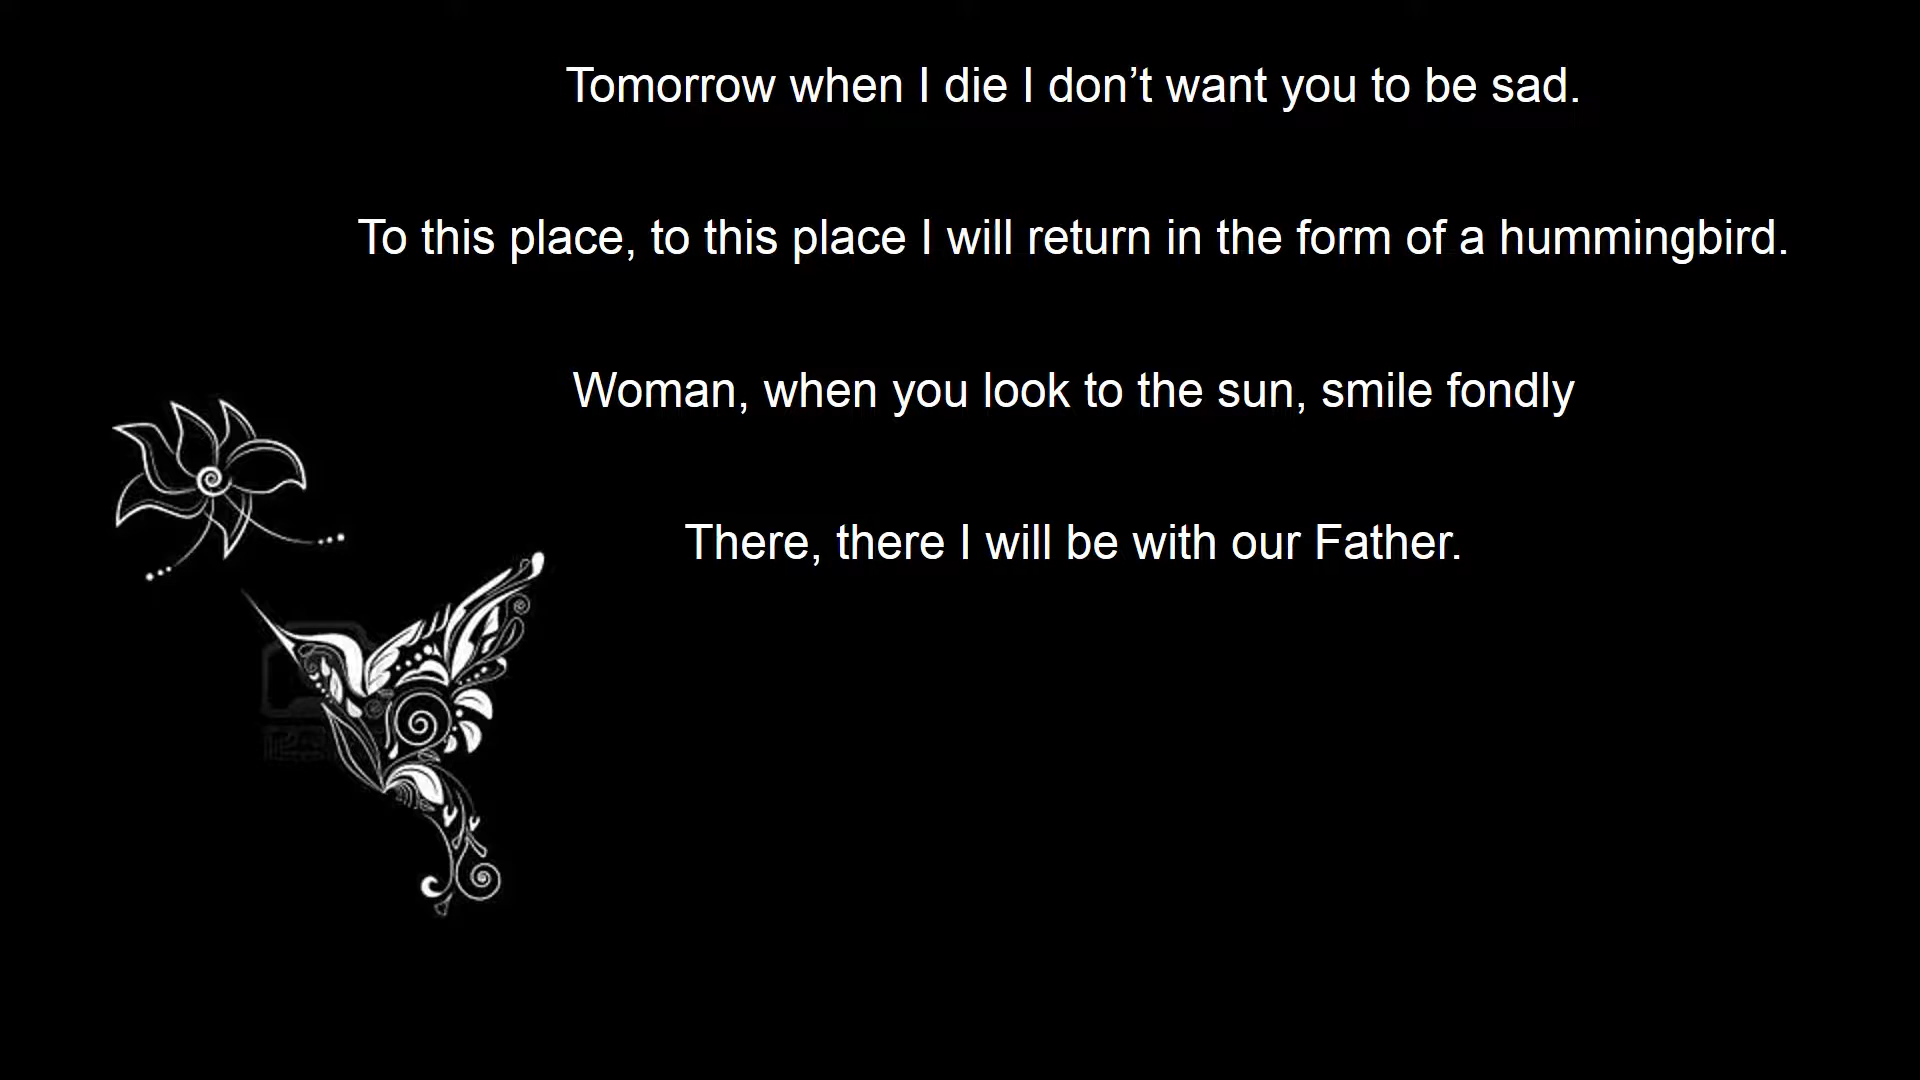 Tomorrow when I die I don’t want you to be sad.
To this place, to this place I will return in the form of a hummingbird.
Woman, when you look to the sun, smile fondly
There, there I will be with our Father.